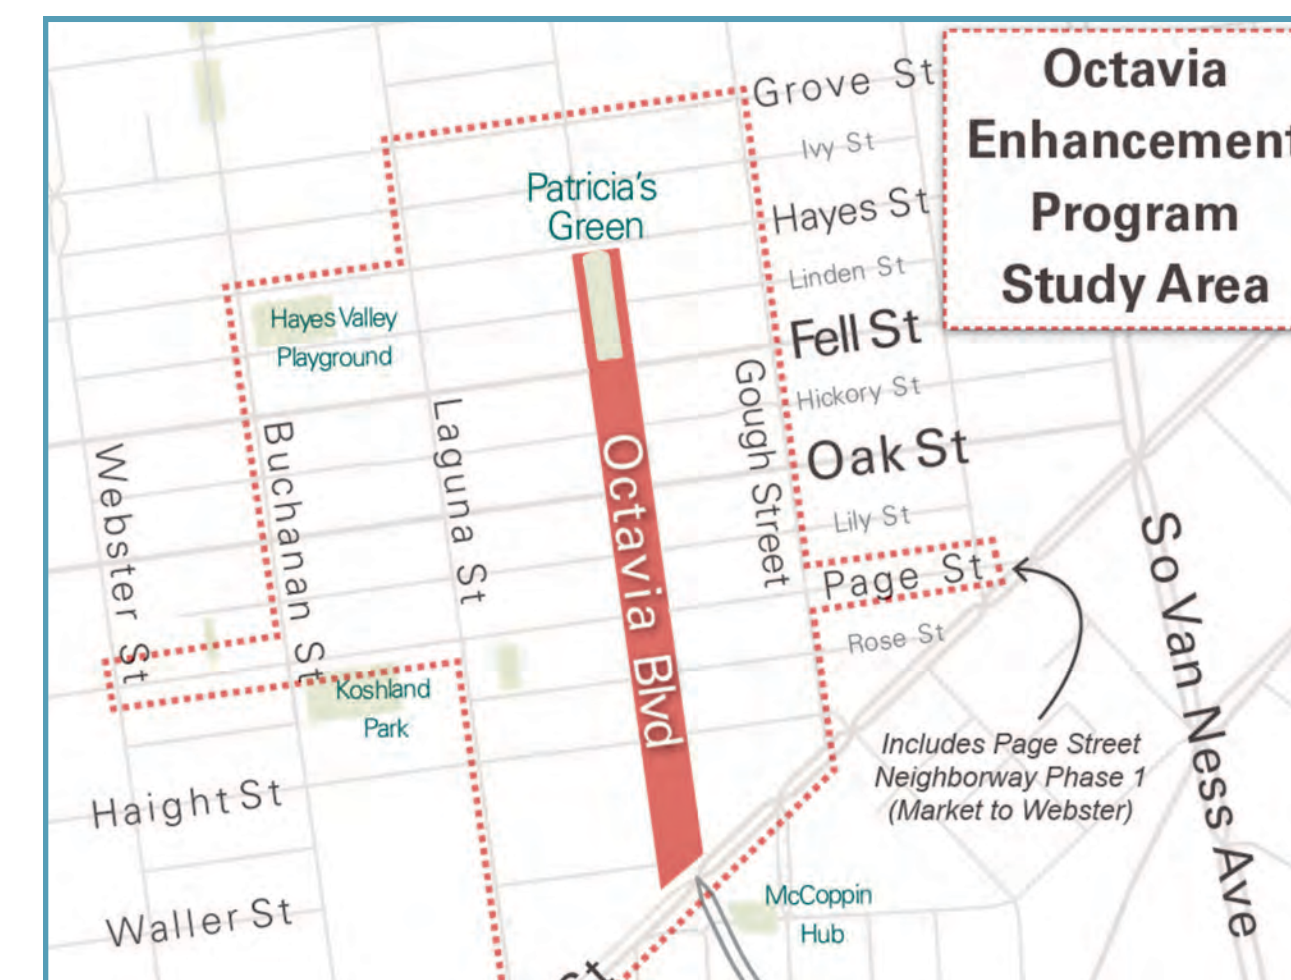 Octavia
Enhancement
Program
Study Area
Grove St
Ivy St
Patricia's
Green
Hayes St
Linden St
Hayes Valley
Playground
Fell St
Hickory St
Gough Street
Laguna St
Buchanan St
Webster St
Octavia Blvd
Oak St
Lily St
Page St
Rose St
So Van Ness Ave
Koshland
Park
Includes Page Street
Neighborway Phase 1
(Market to Webster)
Haight St
Waller St
McCoppin
Hub